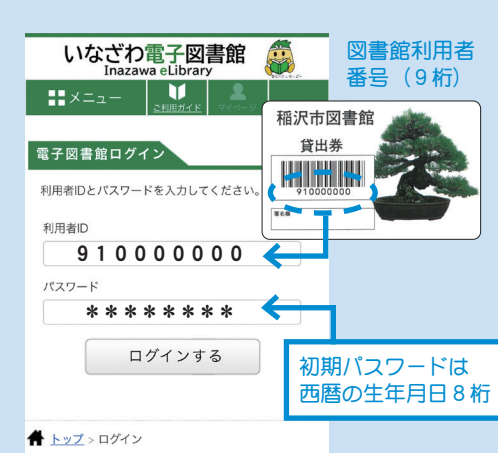 いなざわ電子図書館
Inazawa eLibrary
図書館利用者
番号（9桁）
メニュー
ご利用ガイド
マイページ
稲沢市図書館
貸出券
910000000
署名欄
電子図書館ログイン
利用者IDとパスワードを入力してください。
利用者ID
910000000
パスワード
********
ログインする
初期パスワードは
西暦の生年月日8桁
トップ > ログイン